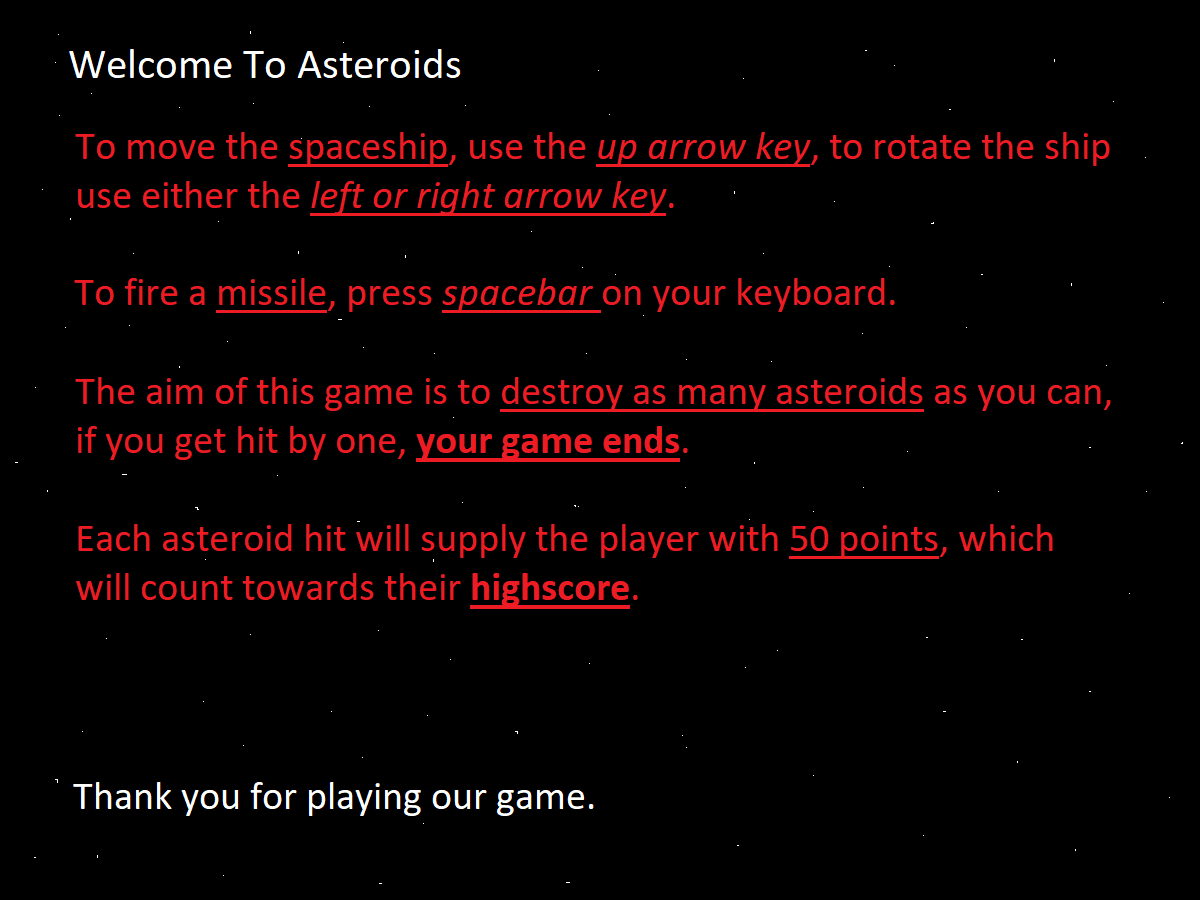 Welcome To Asteroids
To move the spaceship, use the up arrow key, to rotate the ship
use either the left or right arrow key.
To fire a missile, press spacebar on your keyboard.
The aim of this game is to destroy as many asteroids as you can,
if you get hit by one, your game ends.
Each asteroid hit will supply the player with 50 points, which
will count towards their highscore.
Thank you for playing our game.